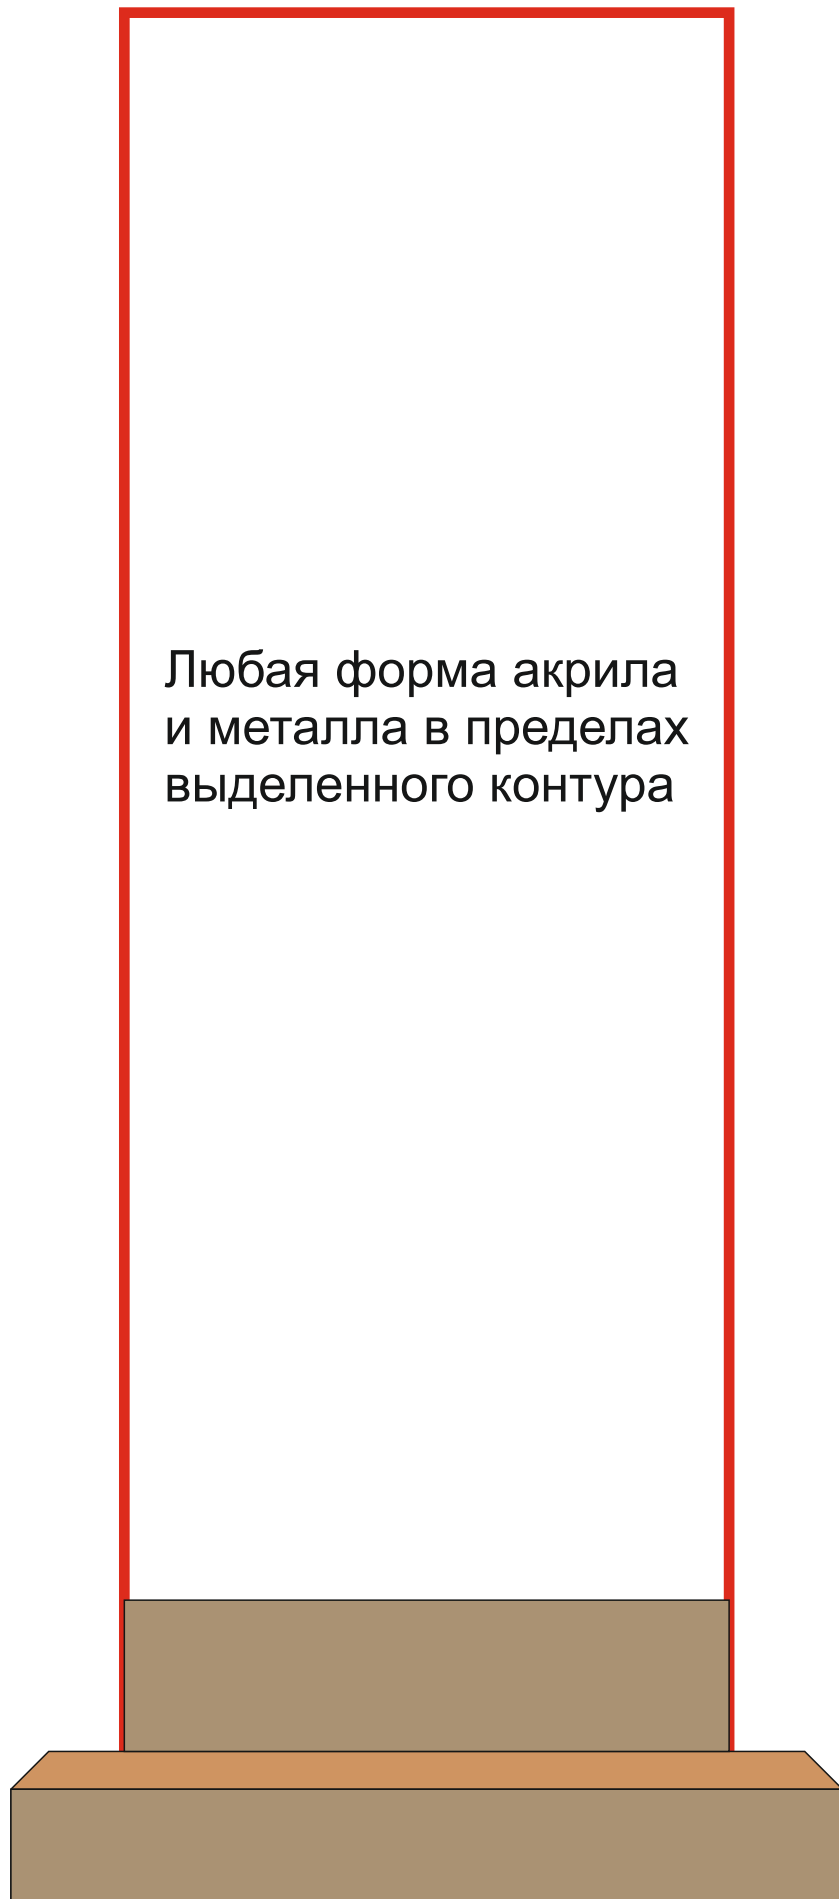 Любая форма акрила
и металла в пределах
выделенного контура